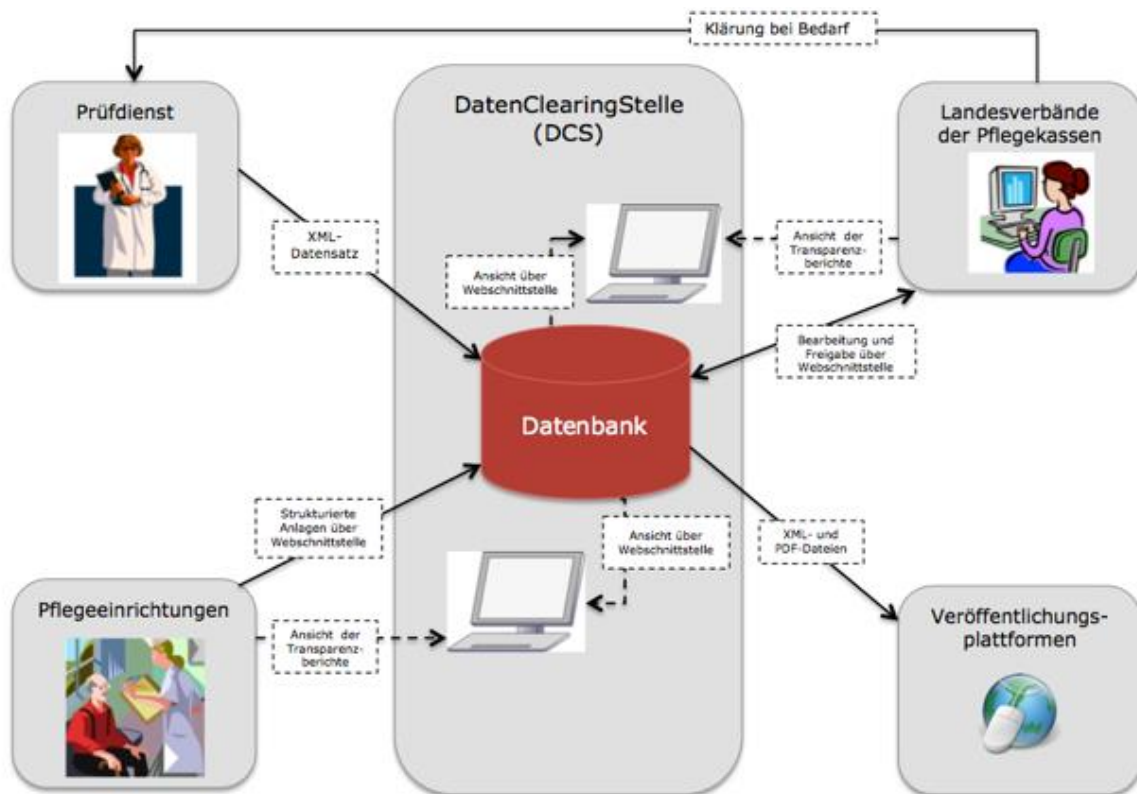 Klärung bei Bedarf
Prüfdienst
DatenClearingStelle
(DCS)
Landesverbände
der Pflegekassen
XML-
Datensatz
Ansicht über
Webschnittstelle
Ansicht der
Transparenz-
berichte
Bearbeitung und
Freigabe über
Webschnittstelle
Datenbank
Strukturierte
Anlagen über
Webschnittstelle
Ansicht über
Webschnittstelle
XML- und
PDF-Dateien
Pflegeeinrichtungen
Ansicht der
Transparenz-
berichte
Veröffentlichungs-
plattformen